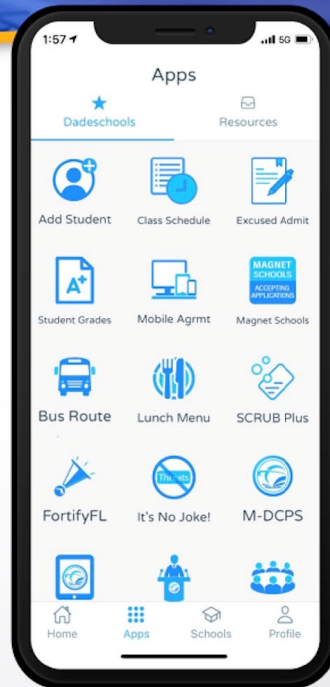 1:57
5G
Apps
Dadeschools
Resources
Add Student
Class Schedule
Excused Admit
A+
MAGNET
SCHOOLS
ACCEPTING
APPLICATIONS
Student Grades
Mobile Agrmt
Magnet Schools
Bus Route
Lunch Menu
SCRUB Plus
Threats
FortifyFL
It's No Joke!
M-DCPS
Home
Apps
Schools
Profile